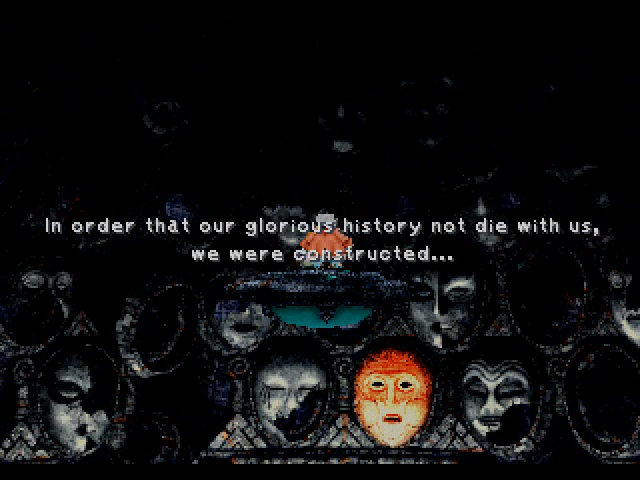 In order that our glorious history not die with us,
we were constructed...